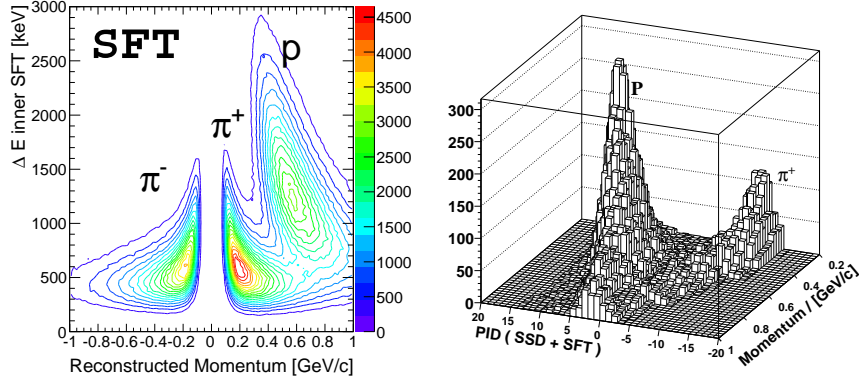 SFT
p
π+
π-
Δ E inner SFT [keV]
3000
2500
2000
1500
1000
500
0
-1 -0.8 -0.6 -0.4 -0.2 0 0.2 0.4 0.6 0.8 1
Reconstructed Momentum [GeV/c]
4500
4000
3500
3000
2500
2000
1500
1000
500
0
P
π+
300
250
200
150
100
50
0
20 15 10 5 0 -5 -10 -15 -20
PID ( SSD + SFT )
0.2
0.4
0.6
0.8
1
Momentum / [GeV/c]